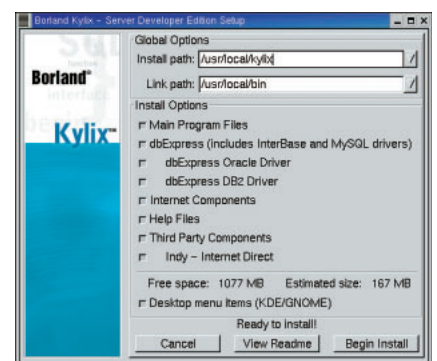 Borland Kylix – Server Developer Edition Setup
Borland®
Kylix™
Global Options
Install path: /usr/local/kylix
Link path: /usr/local/bin
Install Options
Main Program Files
dbExpress (includes InterBase and MySQL drivers)
dbExpress Oracle Driver
dbExpress DB2 Driver
Internet Components
Help Files
Third Party Components
Indy – Internet Direct
Free space: 1077 MB Estimated size: 167 MB
Desktop menu items (KDE/GNOME)
Ready to install!
Cancel View Readme Begin Install